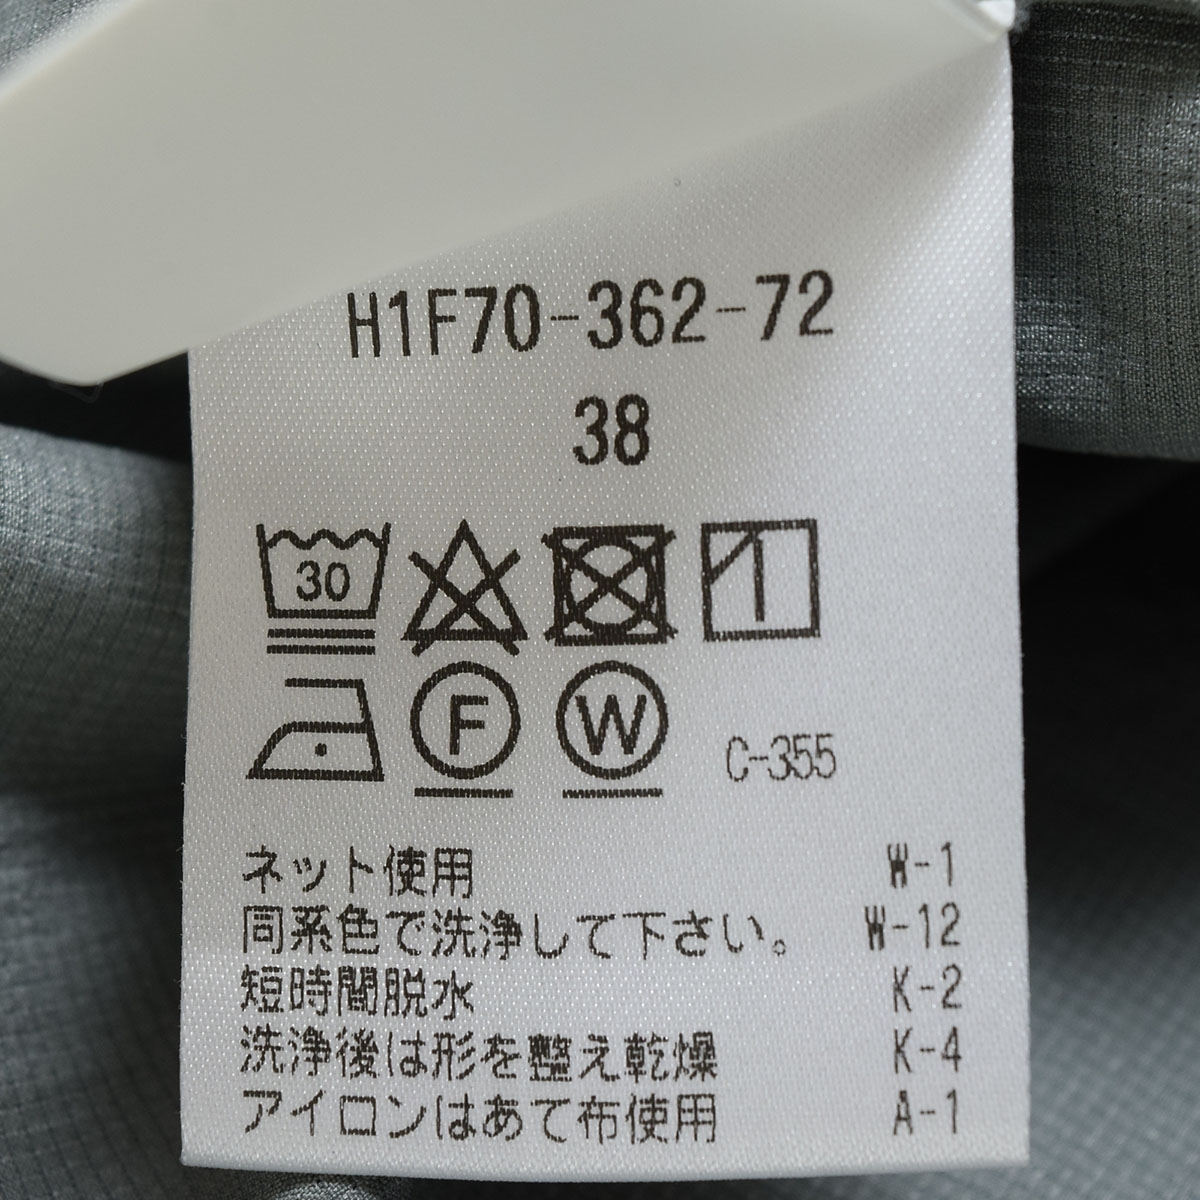 H1F70-362-72
38
30
F W C-355
ネット使用 W-1
同系色で洗浄して下さい。 W-12
短時間脱水 K-2
洗浄後は形を整え乾燥 K-4
アイロンはあて布使用 A-1